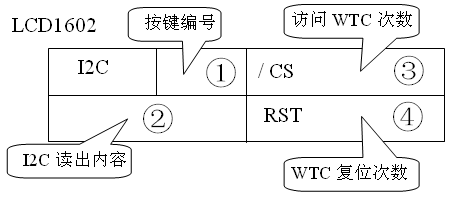 LCD1602
按键编号
访问 WTC 次数
I2C
①
/ CS
③
②
RST
④
I2C 读出内容
WTC 复位次数